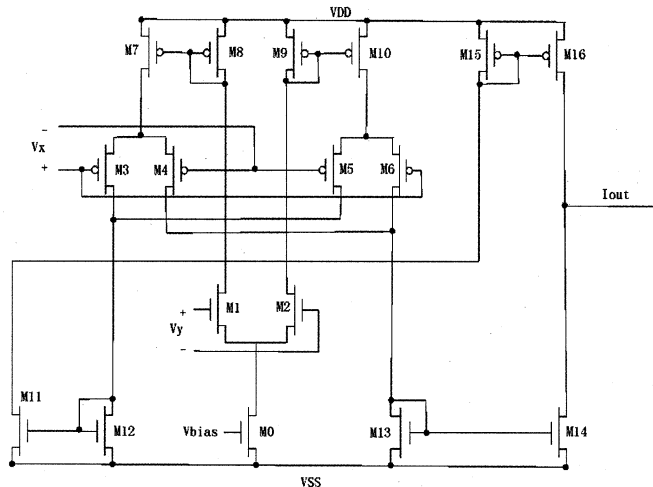 VDD
M7
M8
M9
M10
M15
M16
-
Vx
+
M3
M4
M5
M6
Iout
+
M1
M2
Vy
-
M11
M12
Vbias
M0
M13
M14
VSS